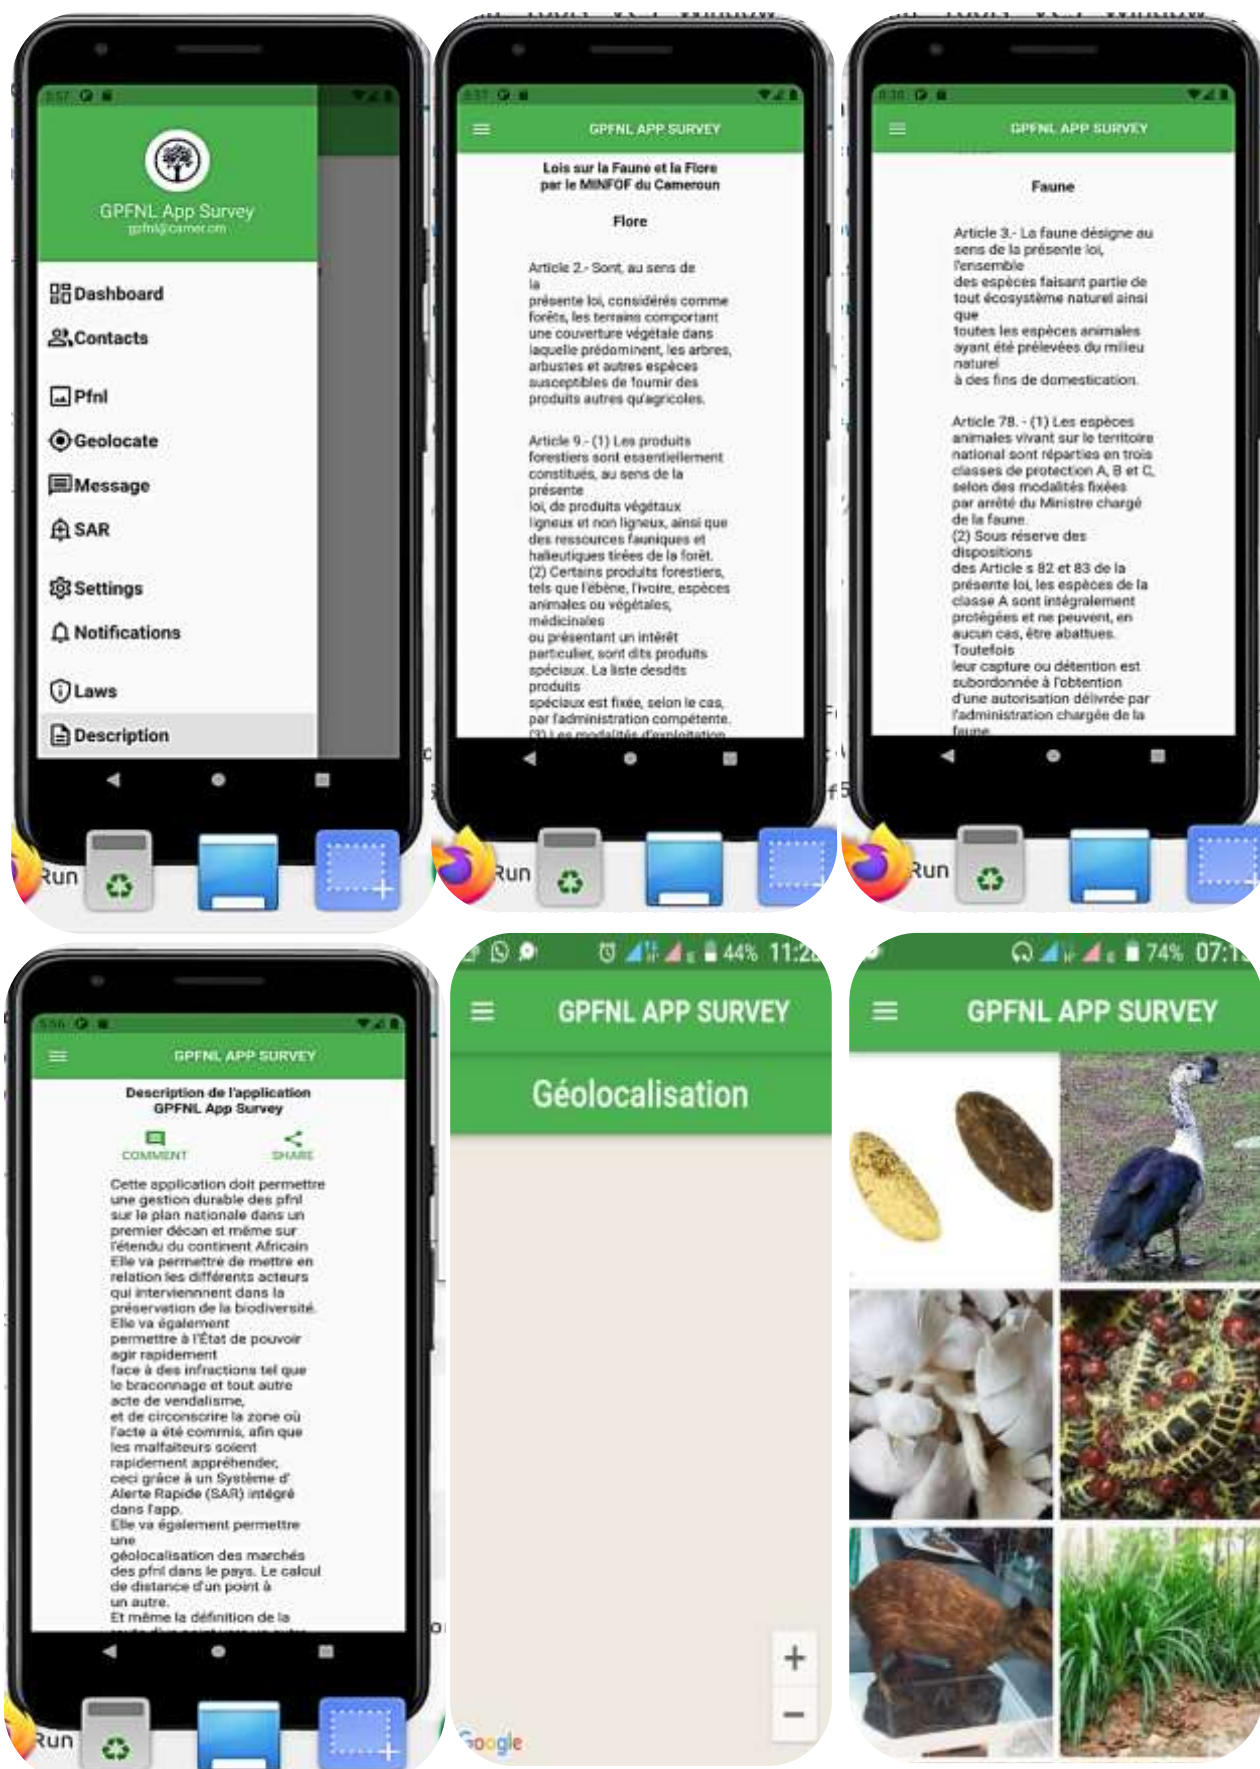 GPFNL App Survey
gpfnl@camer.cm
Dashboard
Contacts
Pfnl
Geolocate
Message
SAR
Settings
Notifications
Laws
Description
Run
GPFNL APP SURVEY
Lois sur la Faune et la Flore
par le MINFOF du Cameroun
Flore
Article 2.- Sont, au sens de
la
présente loi, considérés comme
forêts, les terrains comportant
une couverture végétale dans
laquelle prédominent, les arbres,
arbustes et autres espèces
susceptibles de fournir des
produits autres qu'agricoles.
Article 9.- (1) Les produits
forestiers sont essentiellement
constitués, au sens de la
présente
loi, de produits végétaux
ligneux et non ligneux, ainsi que
des ressources fauniques et
halieutiques tirées de la forêt.
(2) Certains produits forestiers,
tels que l'ébène, l'ivoire, espèces
animales ou végétales,
médicinales
ou présentant un intérêt
particulier, sont dits produits
spéciaux. La liste desdits
produits
spéciaux est fixée, selon le cas,
par l'administration compétente.
(3) Les modalités d'exploitation
Run
GPFNL APP SURVEY
Faune
Article 3.- La faune désigne au
sens de la présente loi,
l'ensemble
des espèces faisant partie de
tout écosystème naturel ainsi
que
toutes les espèces animales
ayant été prélevées du milieu
naturel
à des fins de domestication.
Article 78. - (1) Les espèces
animales vivant sur le territoire
national sont réparties en trois
classes de protection A, B et C,
selon des modalités fixées
par arrêté du Ministre chargé
de la faune.
(2) Sous réserve des
dispositions
des Article s 82 et 83 de la
présente loi, les espèces de la
classe A sont intégralement
protégées et ne peuvent, en
aucun cas, être abattues.
Toutefois
leur capture ou détention est
subordonnée à l'obtention
d'une autorisation délivrée par
l'administration chargée de la
faune
Run
5:56
GPFNL APP SURVEY
Description de l'application
GPFNL App Survey
COMMENT SHARE
Cette application doit permettre
une gestion durable des pfnl
sur le plan nationale dans un
premier décan et même sur
l'étendu du continent Africain
Elle va permettre de mettre en
relation les différents acteurs
qui interviennnent dans la
préservation de la biodiversité.
Elle va également
permettre à l'État de pouvoir
agir rapidement
face à des infractions tel que
le braconnage et tout autre
acte de vendalisme,
et de circonscrire la zone où
l'acte a été commis, afin que
les malfaiteurs soient
rapidement appréhender,
ceci grâce à un Système d'
Alerte Rapide (SAR) intégré
dans l'app.
Elle va également permettre
une
géolocalisation des marchés
des pfnl dans le pays. Le calcul
de distance d'un point à
un autre.
Et même la définition de la
Run
44% 11:2
GPFNL APP SURVEY
Géolocalisation
+
−
Google
74% 07:1
GPFNL APP SURVEY